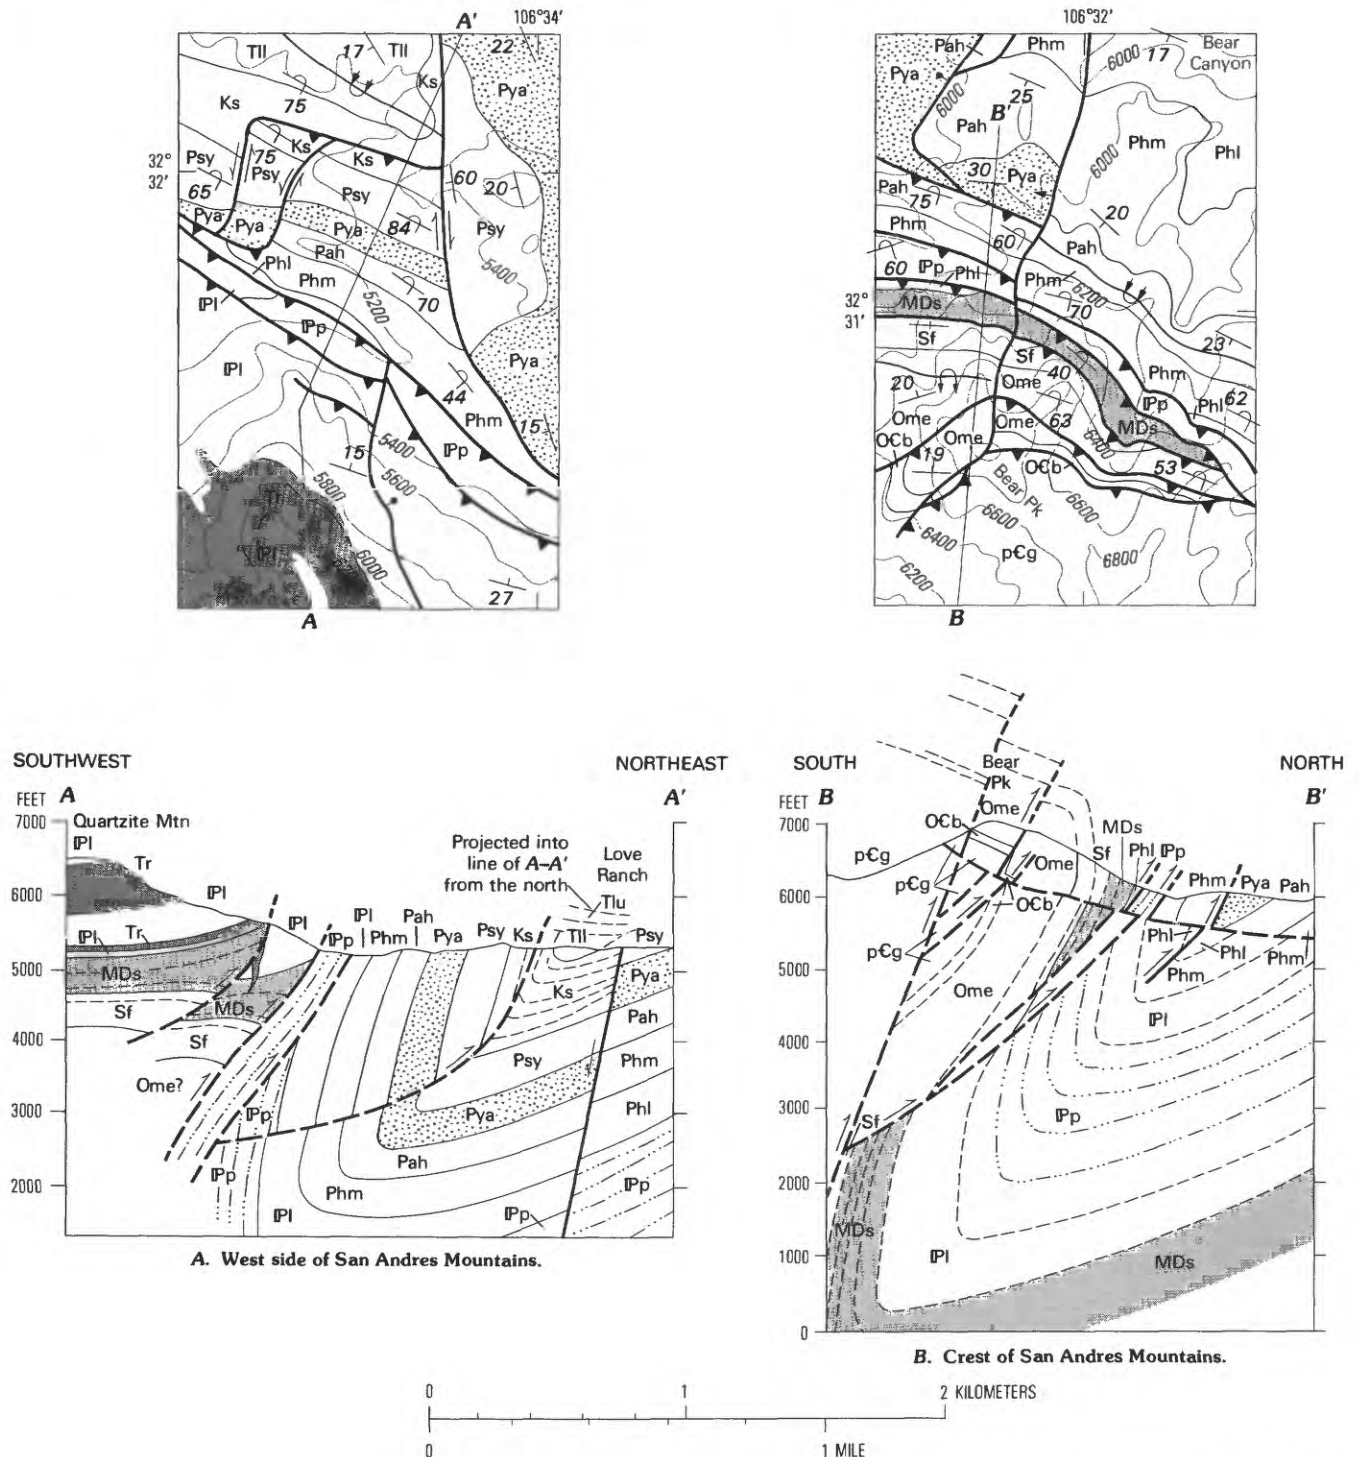 A'
106°34'
Tll
17
Tll
22
Ks
Pya
75
Ks
32°
32'
Psy
75
Ks
Ks
60
20
65
Psy
Psy
Pya
Pya
Pya
84
Psy
Phl
Pah
5400
Phm
70
ℙl
5200
ℙp
ℙl
Pya
44
Phm
15
15
5400
ℙp
5800
5600
Tr
ℙl
6000
27
A
106°32'
Pah
Phm
6000
17
Bear
Canyon
Pya
6000
25
B'
Pah
6000
Phm
Phl
30
Pya
Pah
75
20
Phm
60
Pah
60
ℙp
Phl
Phm
6200
32°
31'
MDs
70
Sf
23
Sf
40
Phm
20
Ome
62
Ome
ℙp
Phl
Ome
63
MDs
O€b
Ome
6400
19
O€b
53
Bear Pk
6600
6600
6400
p€g
6800
6200
B
SOUTHWEST
NORTHEAST
FEET
A
A'
7000
Quartzite Mtn
ℙl
Tr
Projected into
line of A–A'
from the north
Love
Ranch
6000
ℙl
Tlu
ℙl
Tr
ℙl
ℙp
ℙl
Phm
Pah
Pya
Psy
Ks
Tll
Psy
5000
MDs
Pya
Ks
Sf
MDs
Pah
4000
Sf
Psy
Phm
Ome?
3000
ℙp
Pya
Phl
Pah
2000
ℙp
Phm
ℙp
ℙl
ℙp
A. West side of San Andres Mountains.
SOUTH
Bear
Pk
NORTH
FEET
B
B'
7000
O€b
Ome
MDs
p€g
Ome
Sf
Phl
ℙp
6000
p€g
O€b
Phm
Pya
Pah
p€g
Phl
Phl
5000
Phm
Phm
Ome
ℙl
4000
3000
Sf
ℙp
2000
MDs
1000
ℙl
MDs
0
B. Crest of San Andres Mountains.
0
1
2 KILOMETERS
0
1 MILE